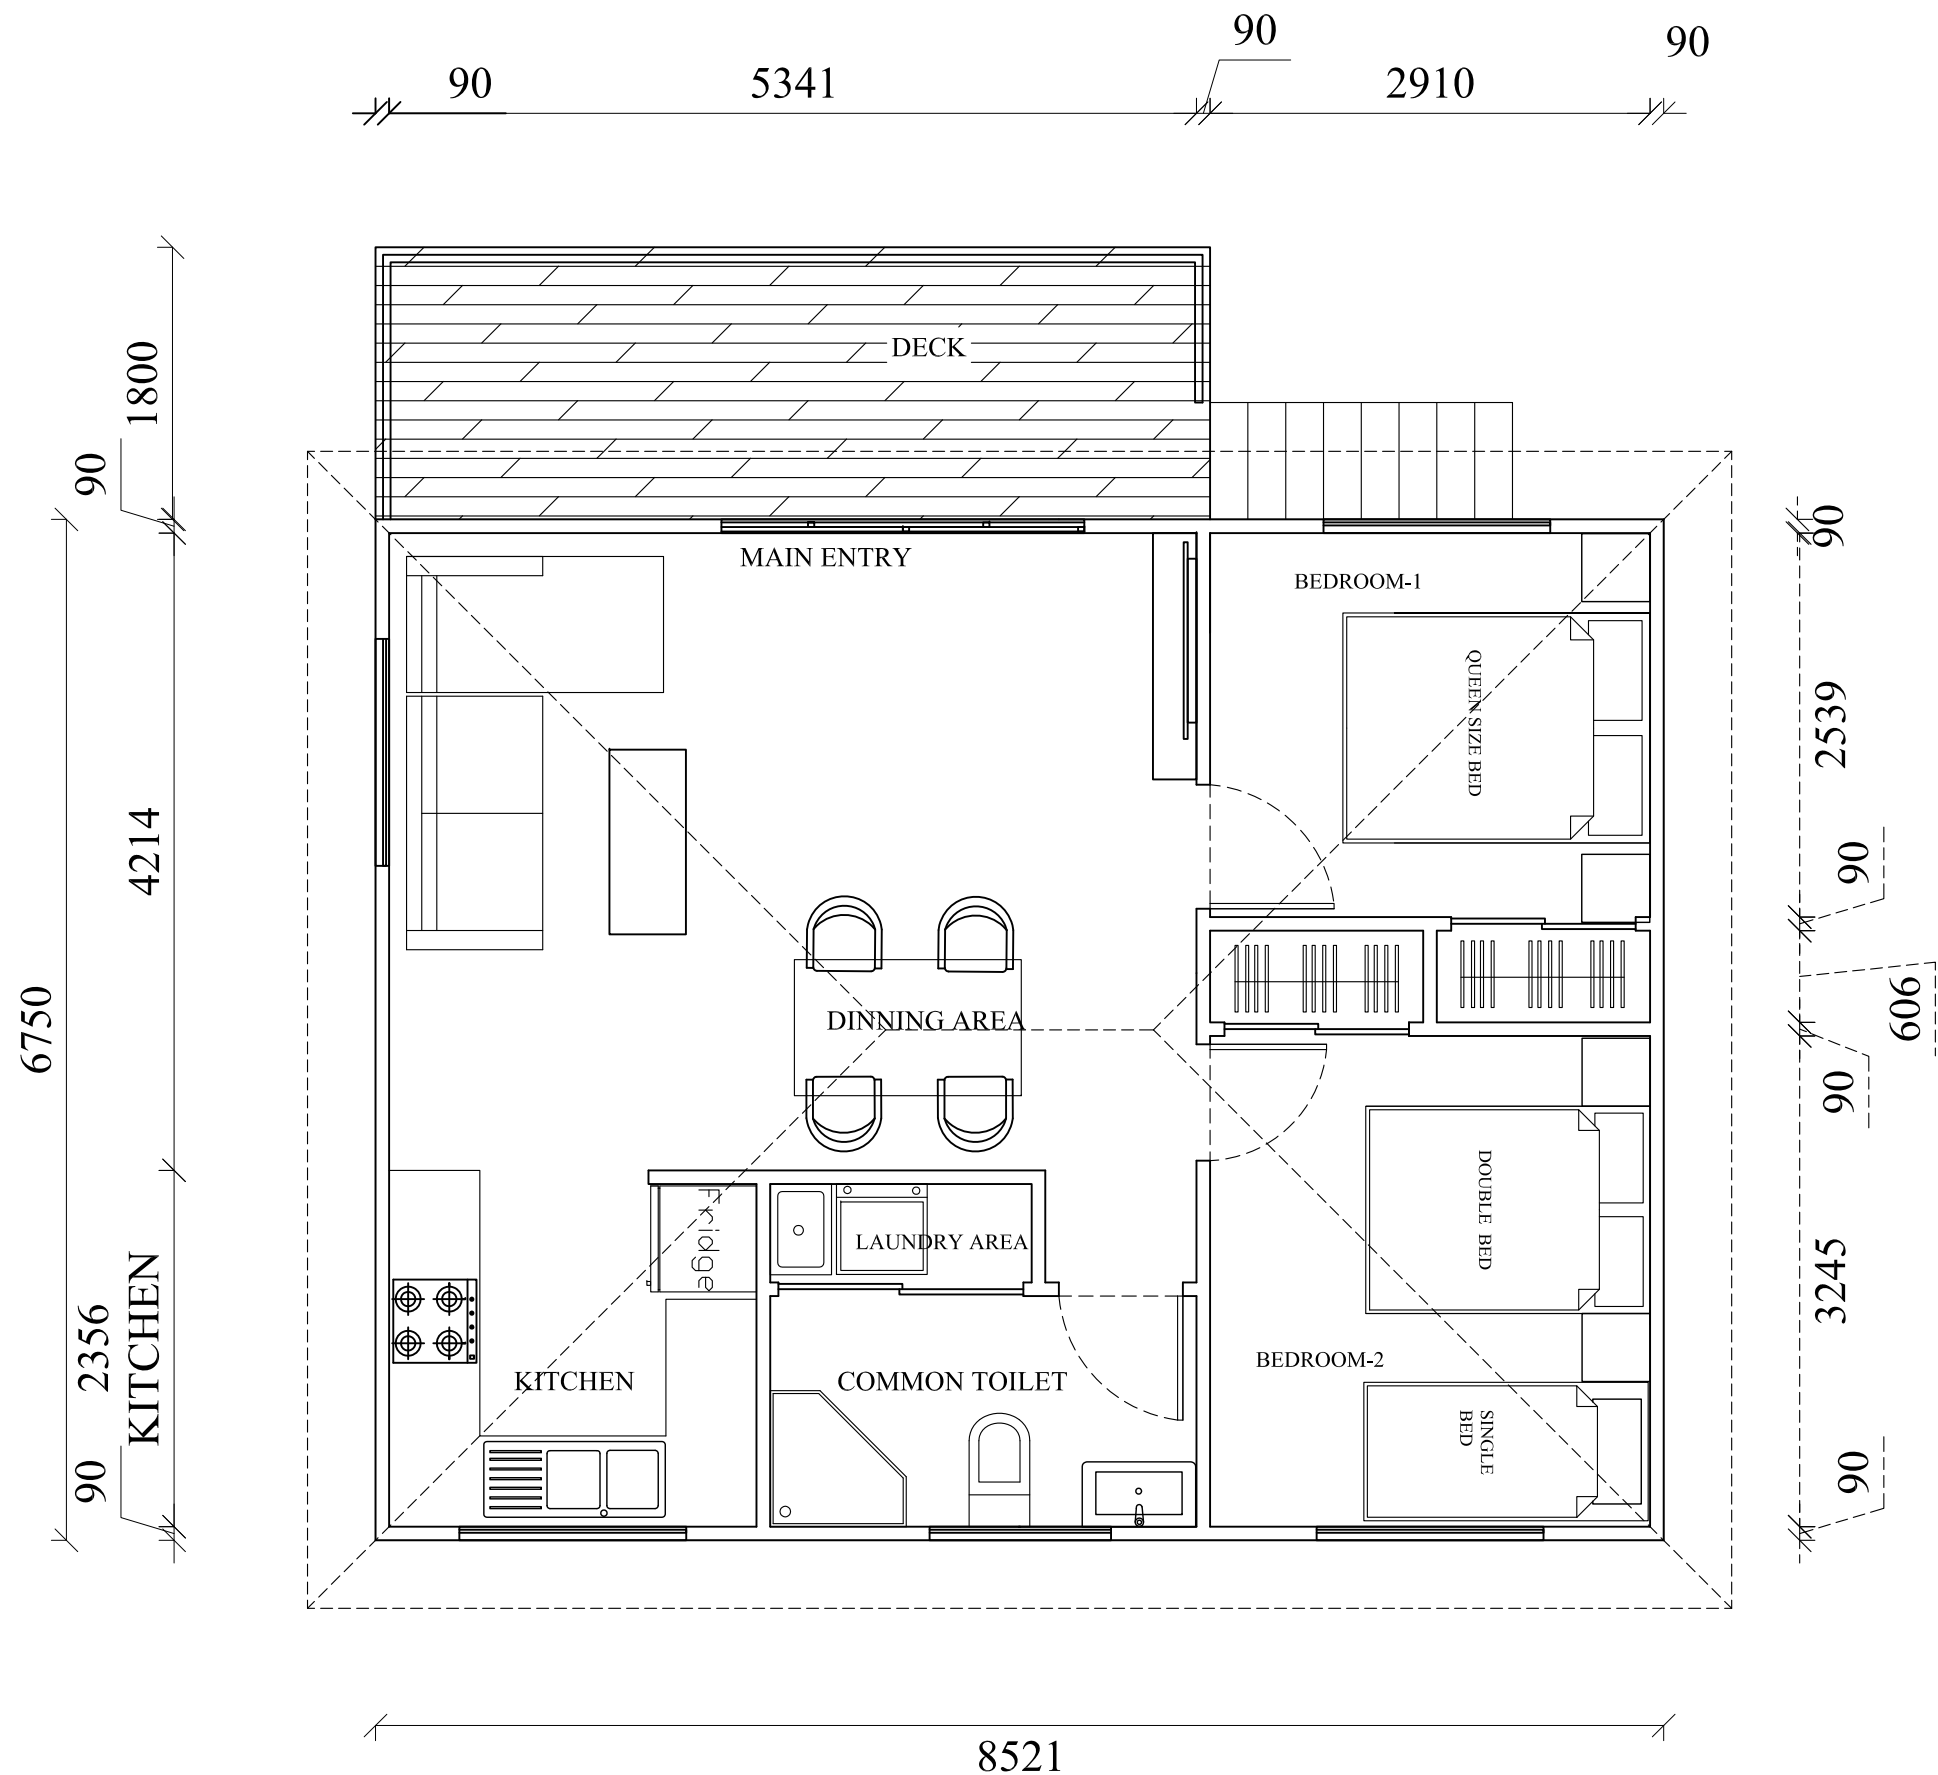 90
90
90
5341
2910
1800
90
DECK
90
MAIN ENTRY
BEDROOM-1
QUEEN SIZE BED
2539
4214
90
6750
DINNING AREA
606
90
Fridge
LAUNDRY AREA
DOUBLE BED
3245
2356
KITCHEN
BEDROOM-2
KITCHEN
COMMON TOILET
SINGLE
BED
90
90
8521